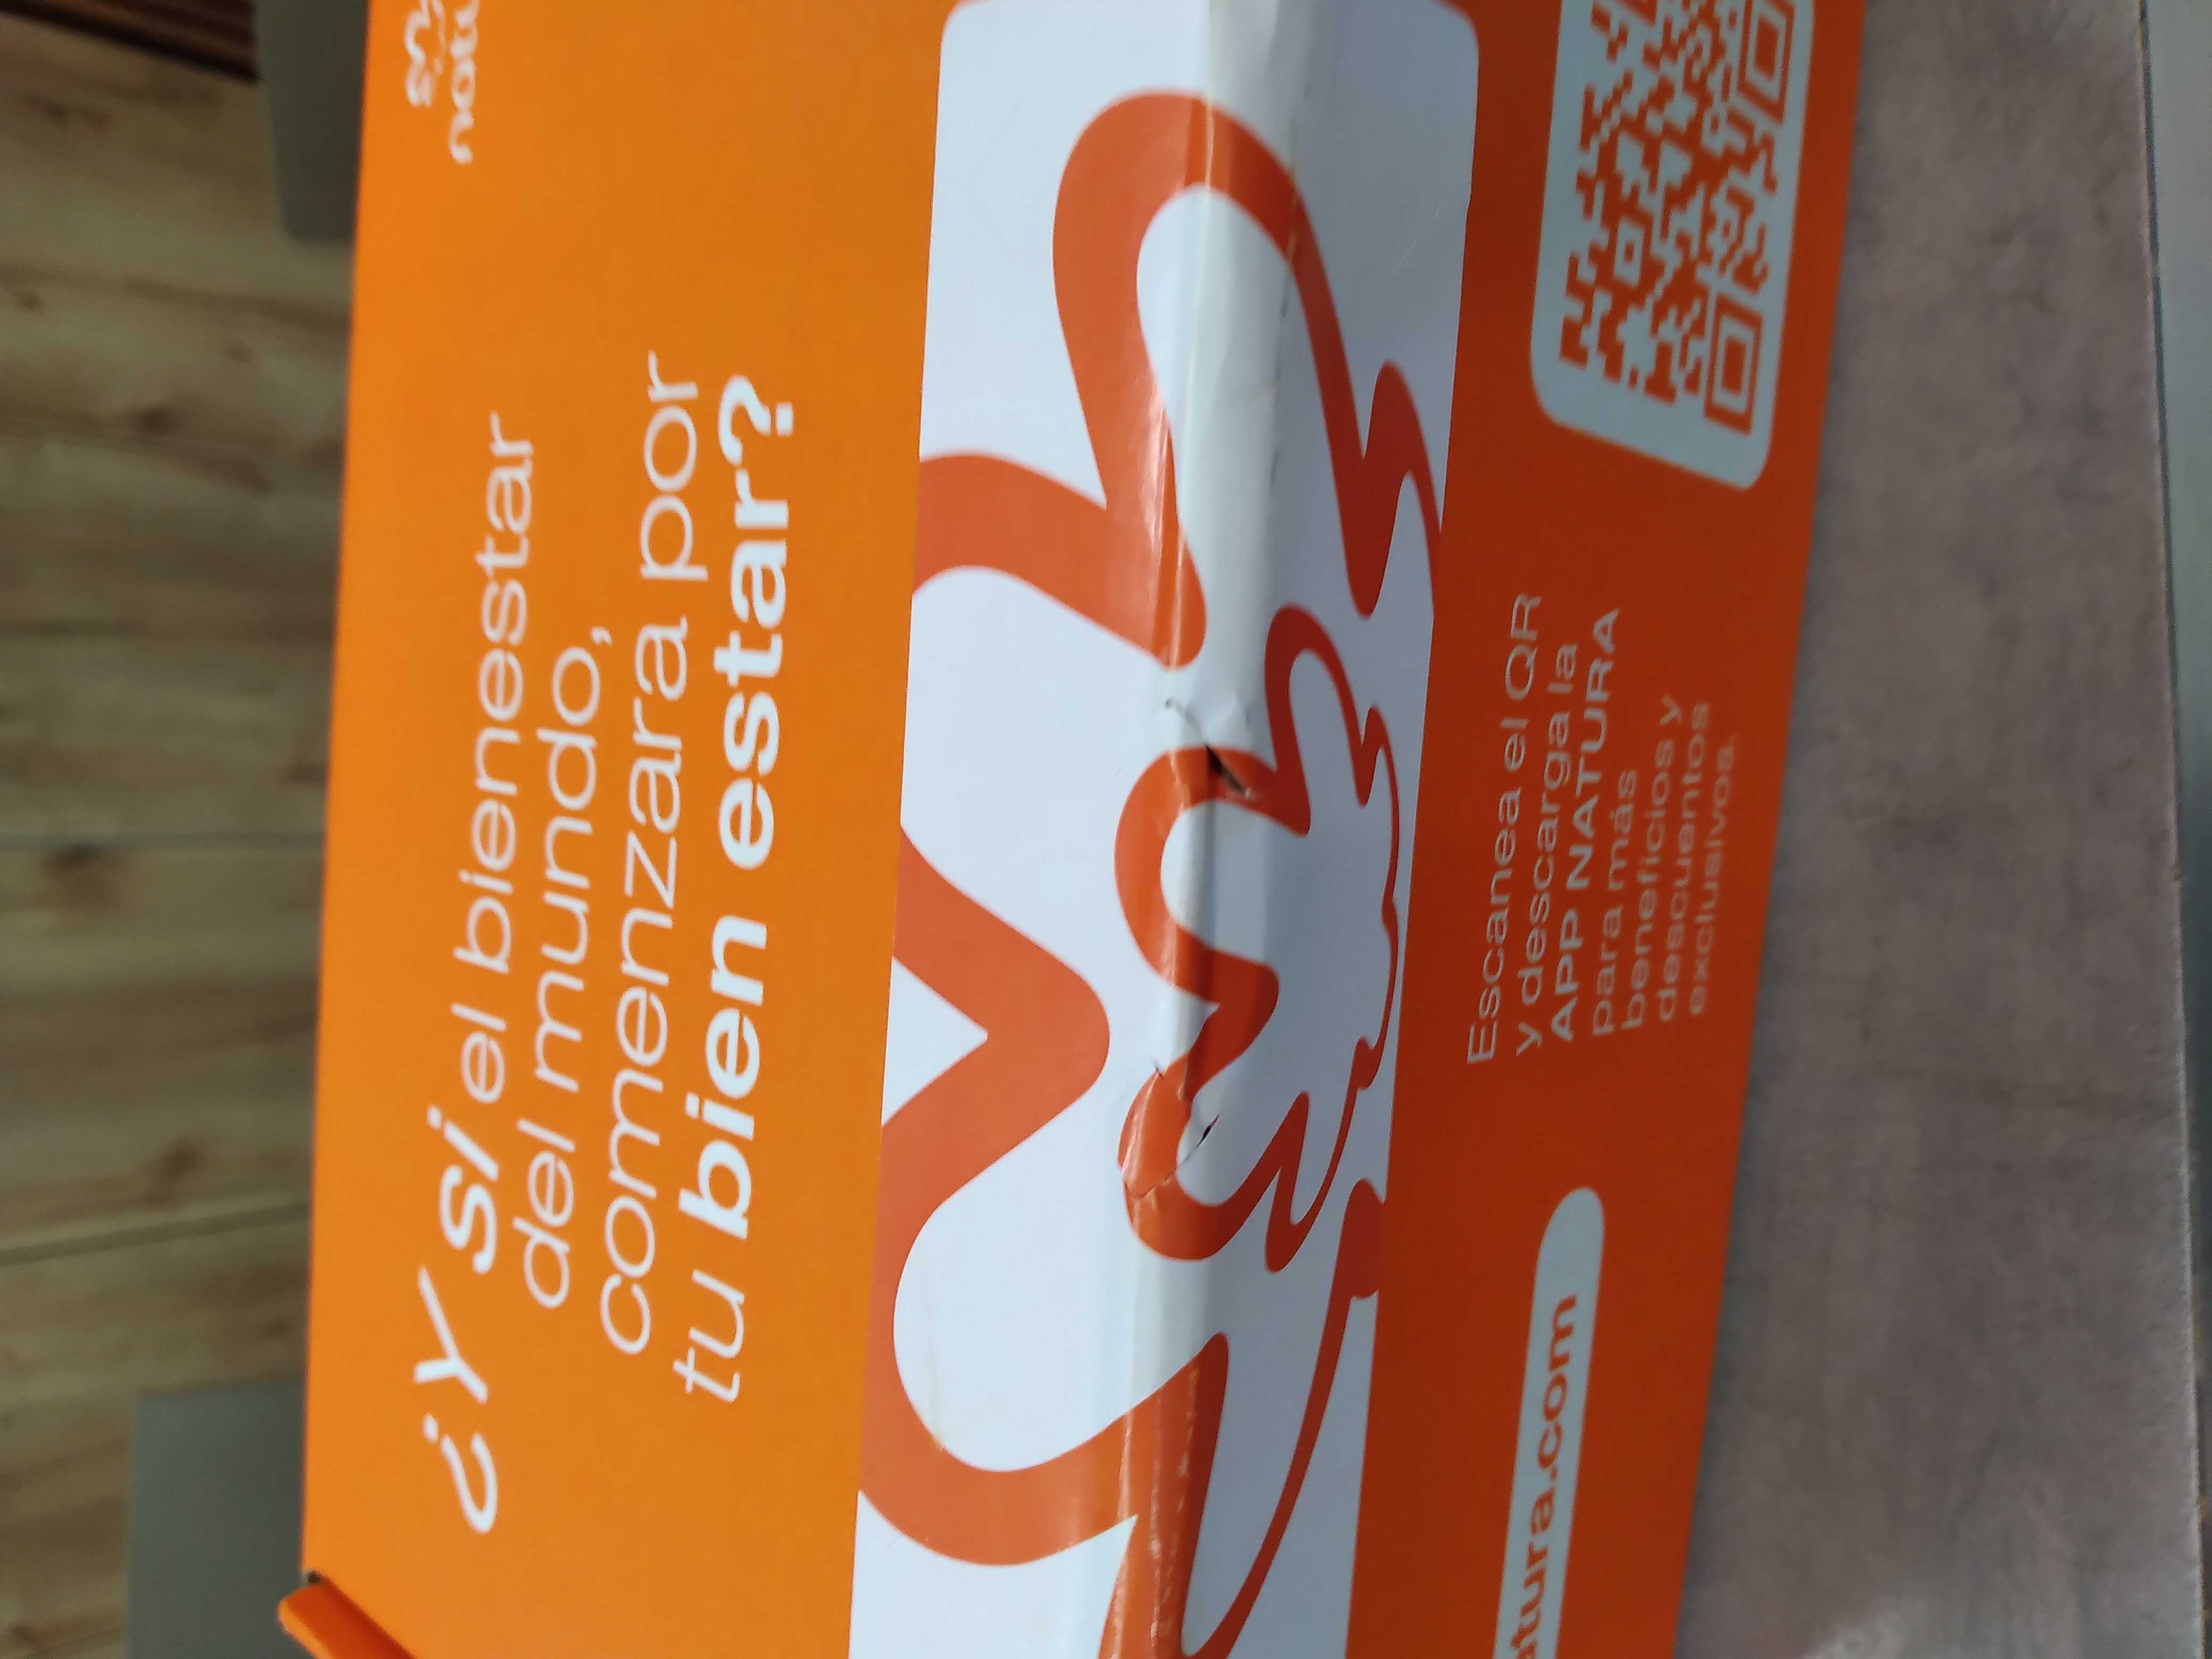 ¿Y si el bienestar
del mundo,
comenzara por
tu bien estar?
Escanea el QR
y descarga la
APP NATURA
para más
beneficios y
descuentos
exclusivos.